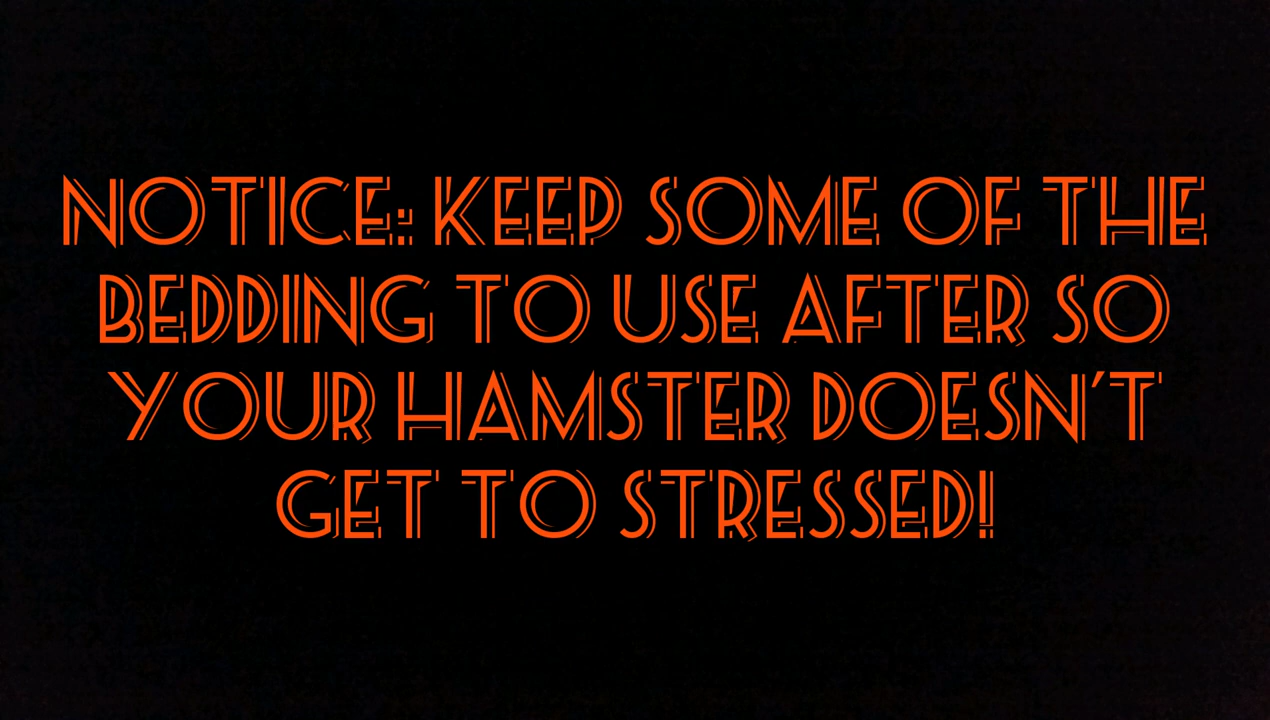 NOTICE: KEEP SOME OF THE
BEDDING TO USE AFTER SO
YOUR HAMSTER DOESN'T
GET TO STRESSED!